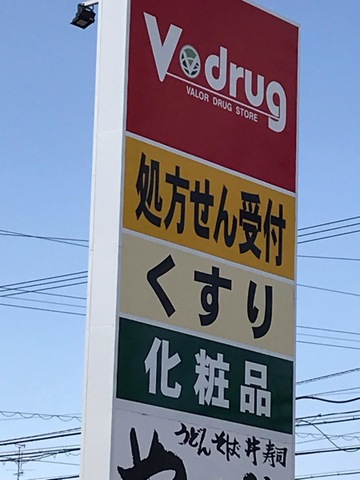 V drug
VALOR DRUG STORE
処方せん受付
くすり
化粧品
うどん そば 丼 寿司